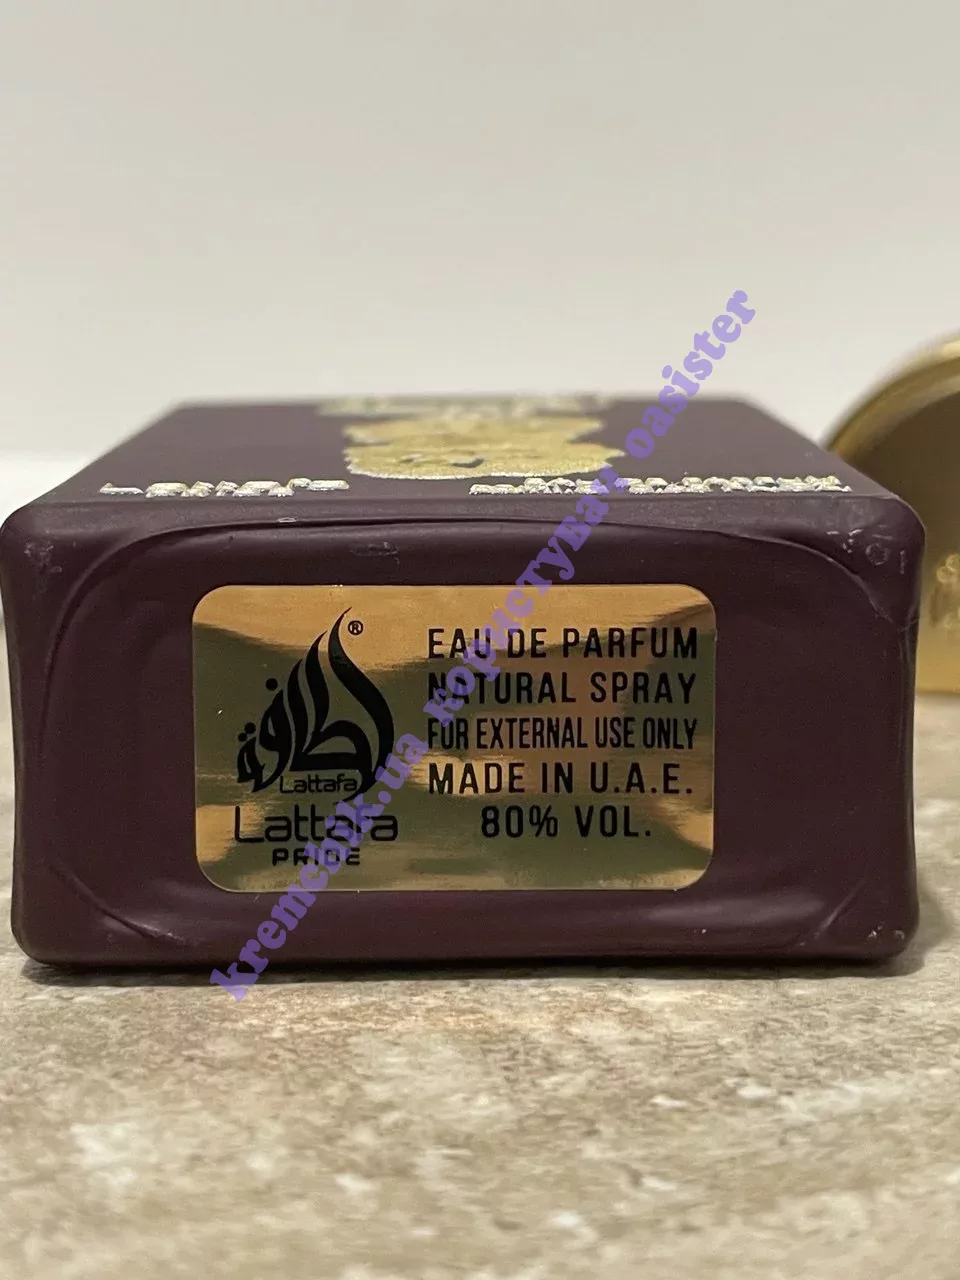 لطافة
®
Lattafa
Lattafa
PRIDE
EAU DE PARFUM
NATURAL SPRAY
FOR EXTERNAL USE ONLY
MADE IN U.A.E.
80% VOL.
kremchik.ua користувач oasister